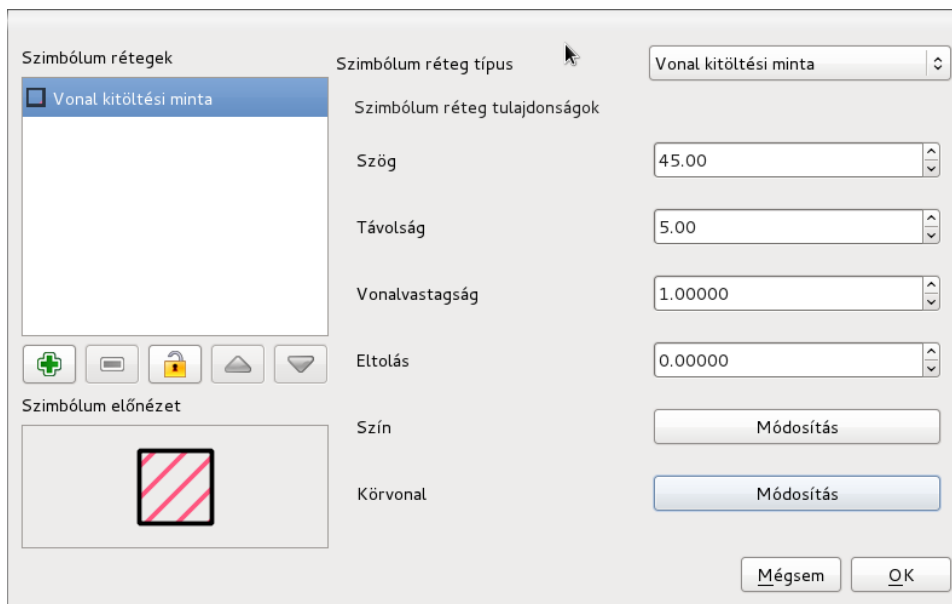 Szimbólum rétegek
Vonal kitöltési minta
Szimbólum előnézet
Szimbólum réteg típus
Vonal kitöltési minta
Szimbólum réteg tulajdonságok
Szög
45.00
Távolság
5.00
Vonalvastagság
1.00000
Eltolás
0.00000
Szín
Módosítás
Körvonal
Módosítás
Mégsem
OK